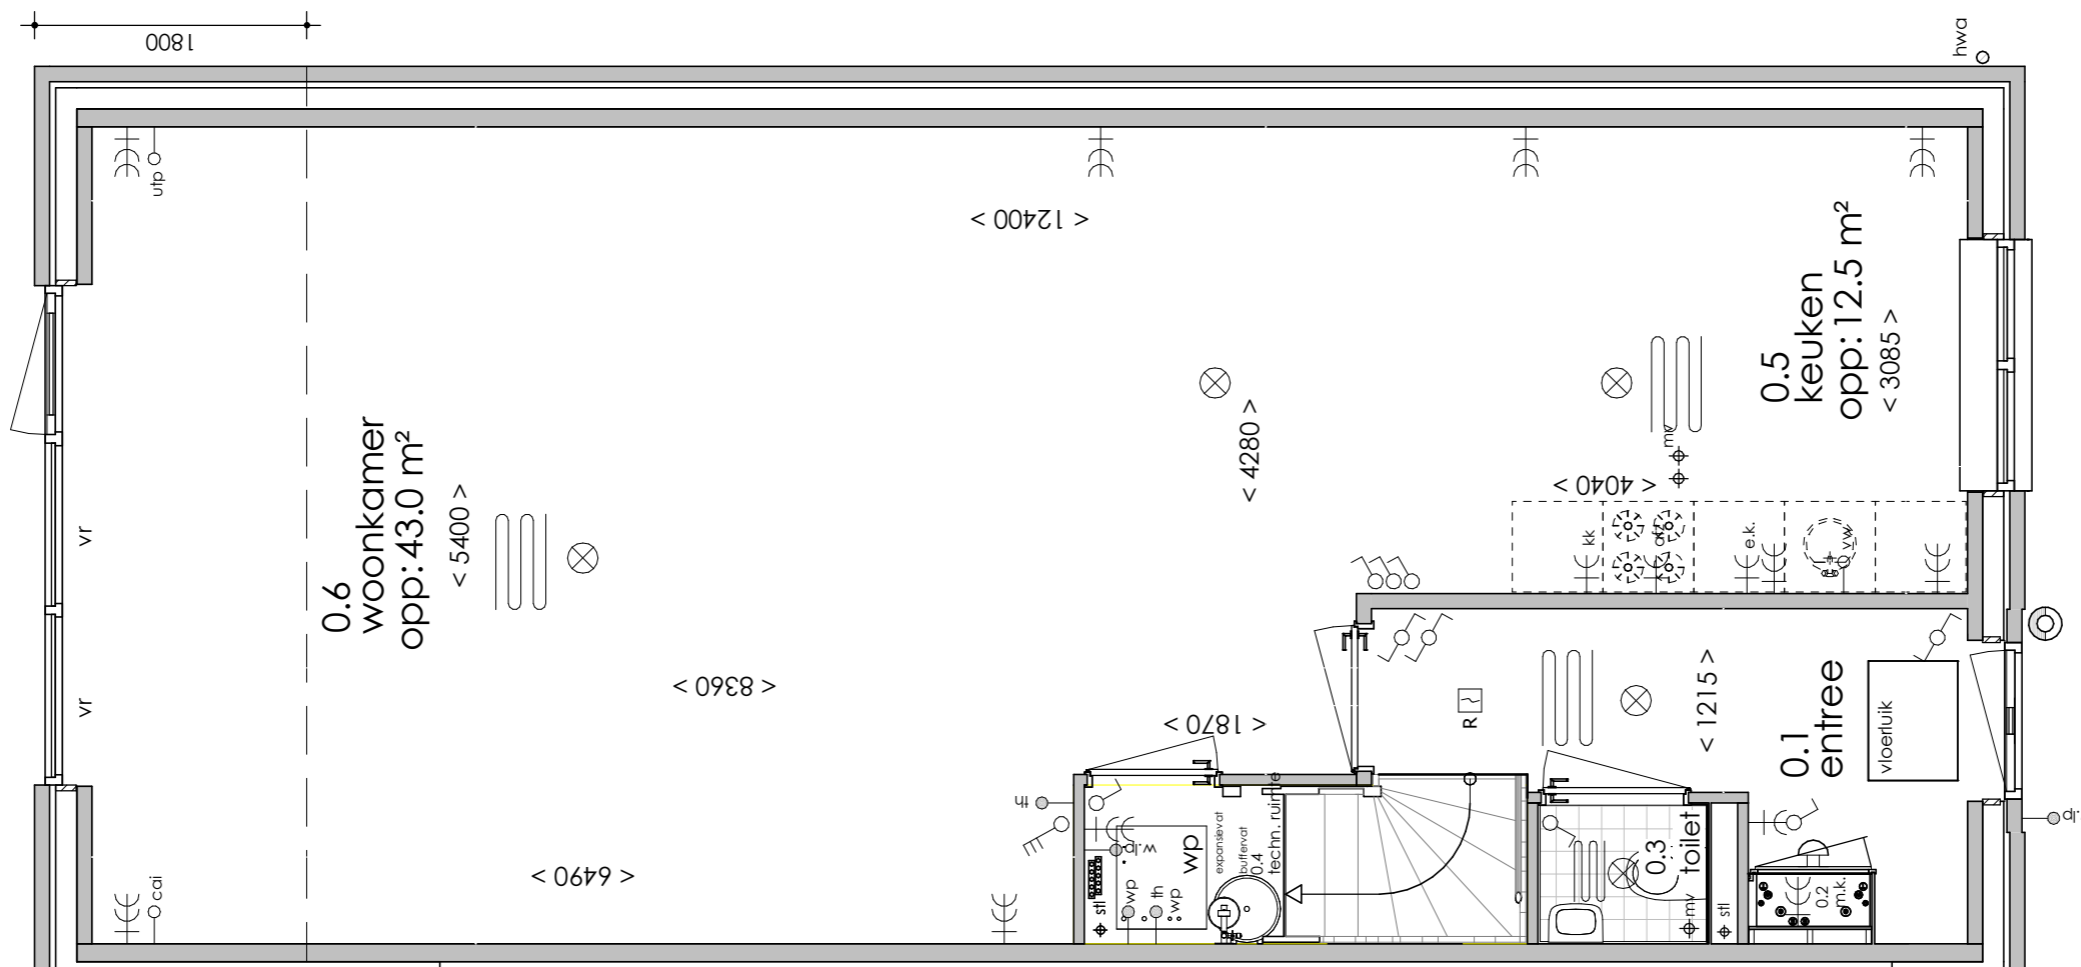 1800
hwa
utp
< 12400 >
0.6
woonkamer
opp: 43.0 m²
< 5400 >
vr
vr
< 8360 >
< 6490 >
cai
< 4280 >
0.5
keuken
opp: 12.5 m²
< 3085 >
mv
< 4040 >
kk
e.k.
vw
< 1870 >
R
< 1215 >
0.1
entree
vloerluik
th
w.lp
wp
expansievat
buffervat
0.4
techn. ruimte
stl
wp
th
wp
0.3
toilet
mv
stl
0.2
m.k.